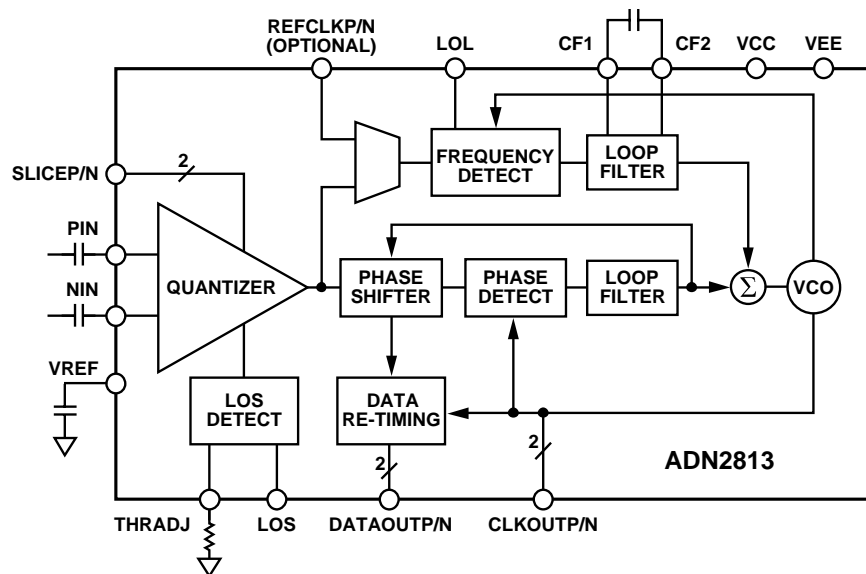 REFCLKP/N
(OPTIONAL)
LOL
CF1
CF2
VCC
VEE
SLICEP/N
2
FREQUENCY
DETECT
LOOP
FILTER
PIN
NIN
QUANTIZER
PHASE
SHIFTER
PHASE
DETECT
LOOP
FILTER
Σ
VCO
VREF
LOS
DETECT
DATA
RE-TIMING
2
2
ADN2813
THRADJ
LOS
DATAOUTP/N
CLKOUTP/N